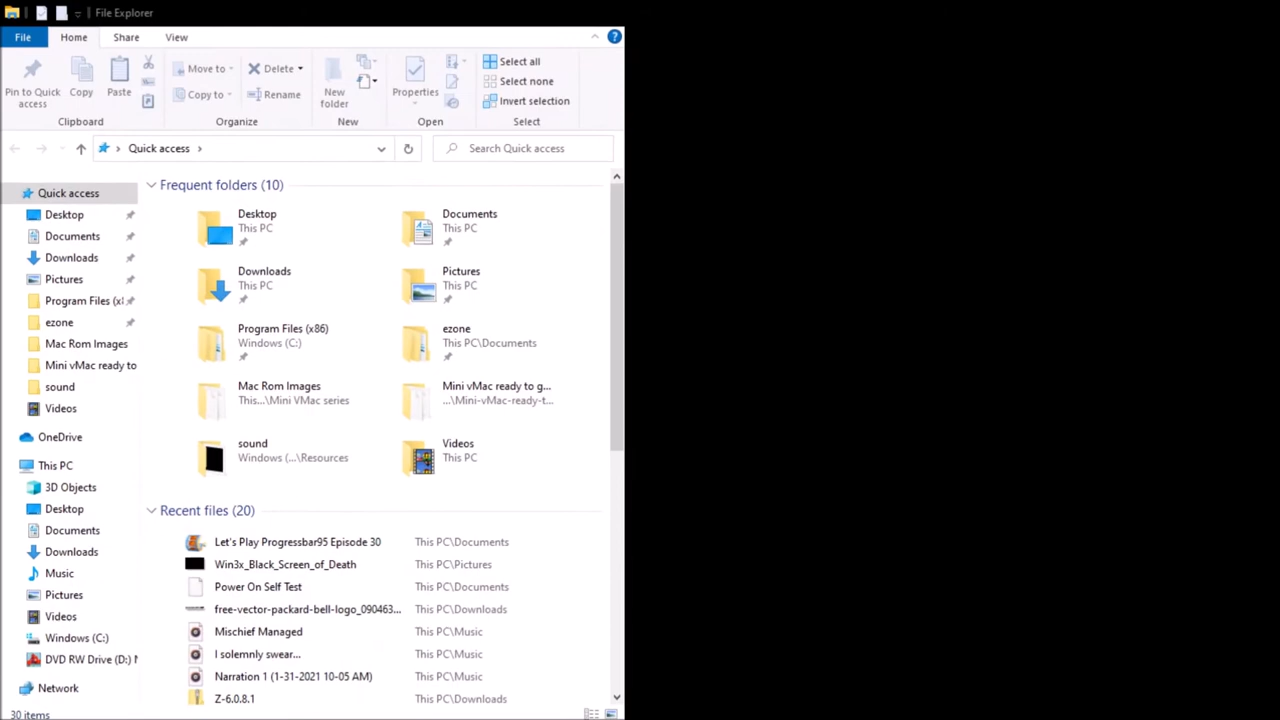 File Explorer
File Home Share View
Pin to Quick access
Copy
Paste
Clipboard
Move to
Copy to
Delete
Rename
Organize
New folder
New
Properties
Open
Select all
Select none
Invert selection
Select
Quick access
Search Quick access
Quick access
Desktop
Documents
Downloads
Pictures
Program Files (x
ezone
Mac Rom Images
Mini vMac ready to
sound
Videos
OneDrive
This PC
3D Objects
Desktop
Documents
Downloads
Music
Pictures
Videos
Windows (C:)
DVD RW Drive (D:)
Network
Frequent folders (10)
Desktop
This PC
Documents
This PC
Downloads
This PC
Pictures
This PC
Program Files (x86)
Windows (C:)
ezone
This PC\Documents
Mac Rom Images
This...\Mini VMac series
Mini vMac ready to g...
...\Mini-vMac-ready-t...
sound
Windows (...\Resources
Videos
This PC
Recent files (20)
Let's Play Progressbar95 Episode 30 This PC\Documents
Win3x_Black_Screen_of_Death This PC\Pictures
Power On Self Test This PC\Documents
free-vector-packard-bell-logo_090463... This PC\Downloads
Mischief Managed This PC\Music
I solemnly swear... This PC\Music
Narration 1 (1-31-2021 10-05 AM) This PC\Music
Z-6.0.8.1 This PC\Downloads
30 items